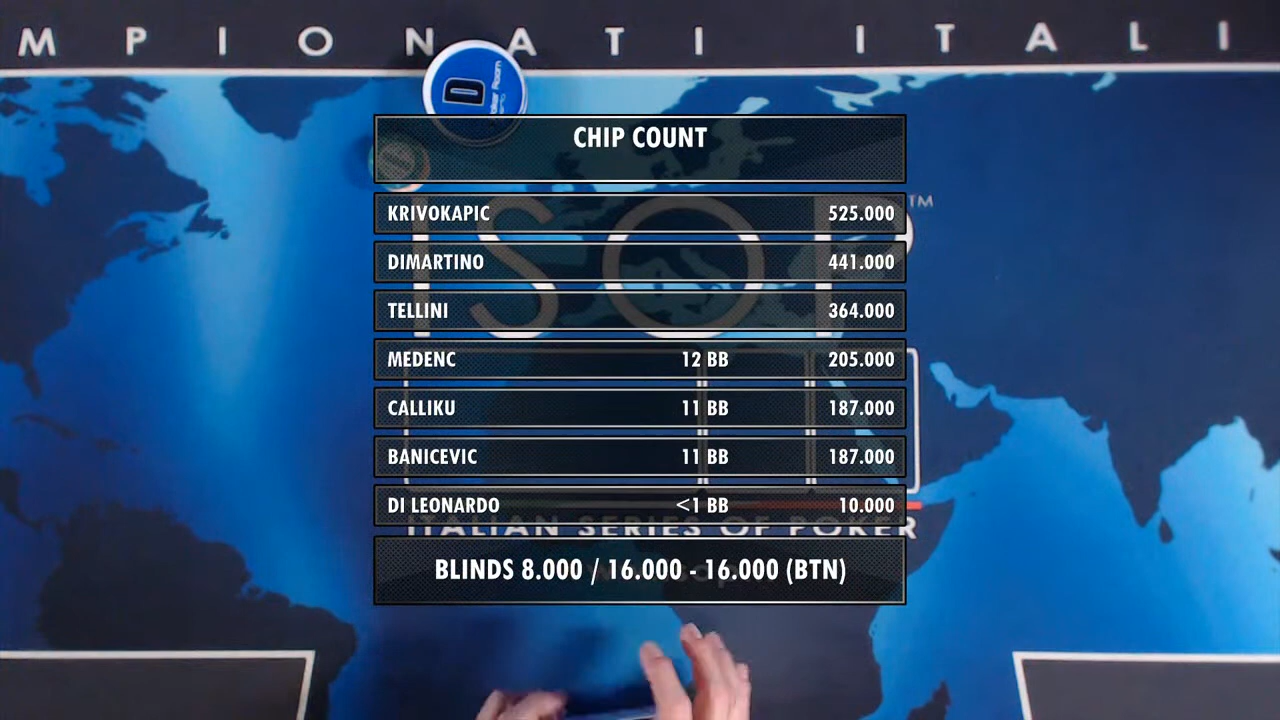 MPIONATI ITALI
D
CHIP COUNT
KRIVOKAPIC 525.000
ISOP™
DIMARTINO 441.000
TELLINI 364.000
MEDENC 12 BB 205.000
CALLIKU 11 BB 187.000
BANICEVIC 11 BB 187.000
DI LEONARDO <1 BB 10.000
ITALIAN SERIES OF POKER
BLINDS 8.000 / 16.000 - 16.000 (BTN)